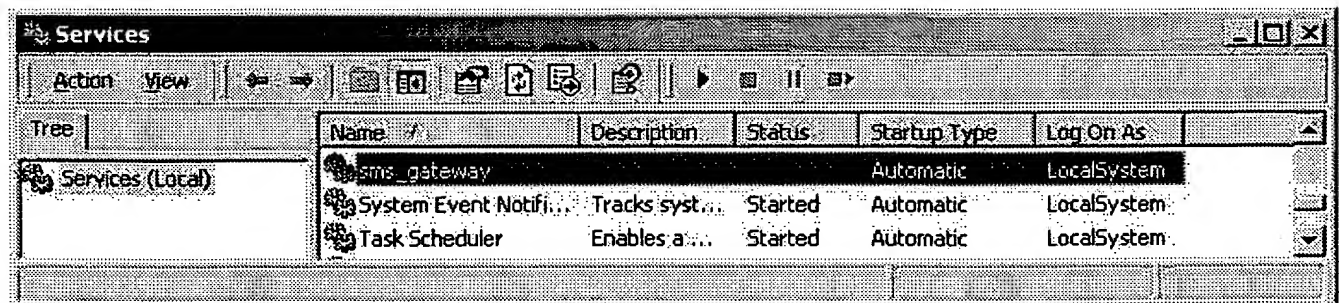 Services
Action View
Tree Name Description Status Startup Type Log On As
Services (Local) sms_gateway Automatic LocalSystem
System Event Notifi... Tracks syst... Started Automatic LocalSystem
Task Scheduler Enables a ... Started Automatic LocalSystem